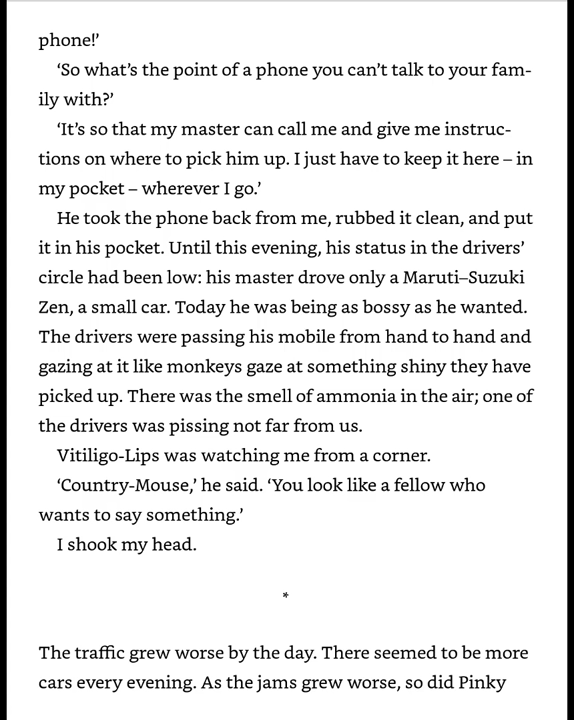 phone!’
‘So what’s the point of a phone you can’t talk to your fam-
ily with?’
‘It’s so that my master can call me and give me instruc-
tions on where to pick him up. I just have to keep it here – in
my pocket – wherever I go.’
He took the phone back from me, rubbed it clean, and put
it in his pocket. Until this evening, his status in the drivers’
circle had been low: his master drove only a Maruti–Suzuki
Zen, a small car. Today he was being as bossy as he wanted.
The drivers were passing his mobile from hand to hand and
gazing at it like monkeys gaze at something shiny they have
picked up. There was the smell of ammonia in the air; one of
the drivers was pissing not far from us.
Vitiligo-Lips was watching me from a corner.
‘Country-Mouse,’ he said. ‘You look like a fellow who
wants to say something.’
I shook my head.
*
The traffic grew worse by the day. There seemed to be more
cars every evening. As the jams grew worse, so did Pinky